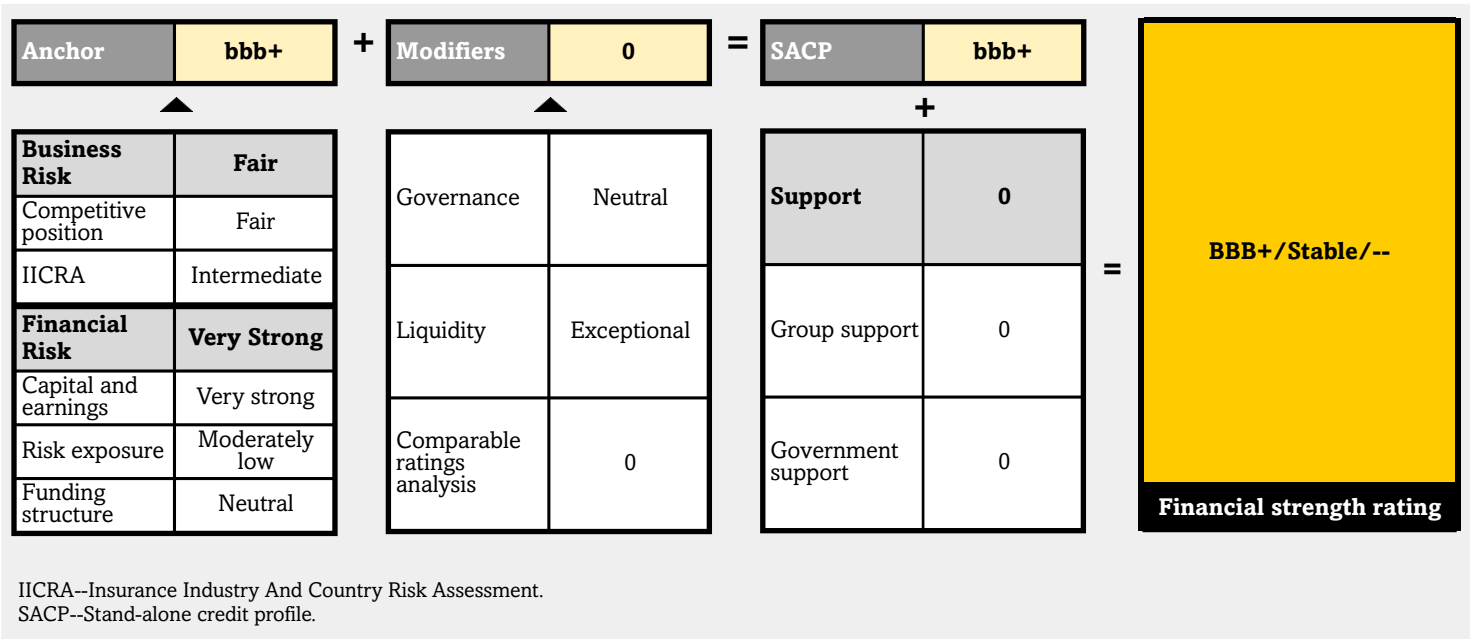 Anchor
bbb+
+
Modifiers
0
=
SACP
bbb+
Business
Risk
Fair
Competitive
position
Fair
IICRA
Intermediate
Financial
Risk
Very Strong
Capital and
earnings
Very strong
Risk exposure
Moderately
low
Funding
structure
Neutral
Governance
Neutral
Liquidity
Exceptional
Comparable
ratings
analysis
0
+
Support
0
Group support
0
Government
support
0
=
BBB+/Stable/--
Financial strength rating
IICRA--Insurance Industry And Country Risk Assessment.
SACP--Stand-alone credit profile.